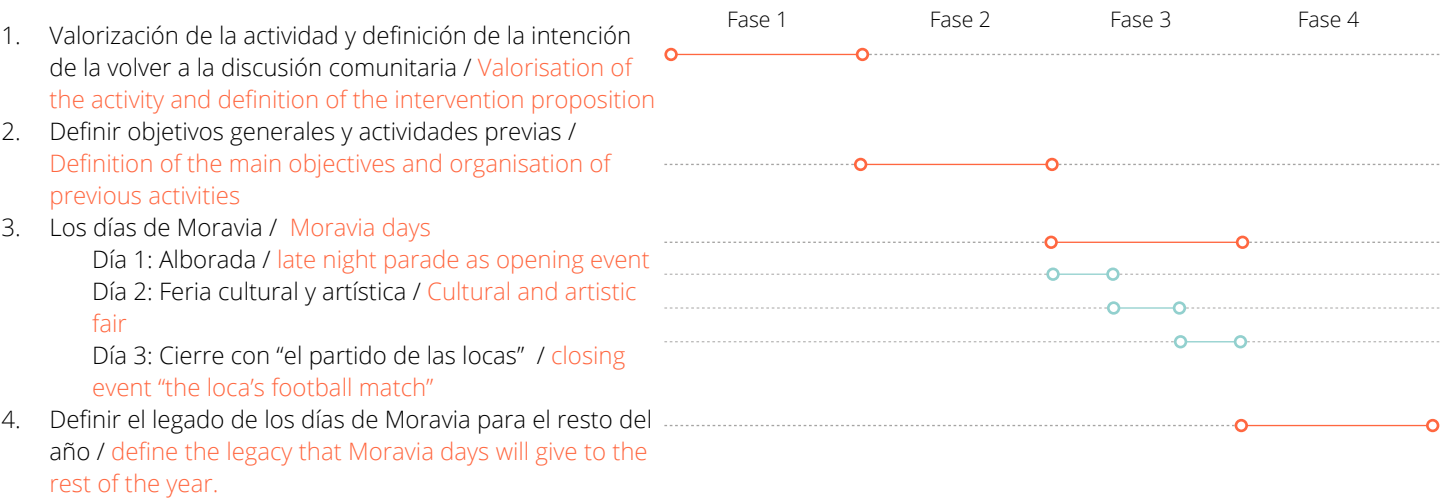 Fase 1 Fase 2 Fase 3 Fase 4
1. Valorización de la actividad y definición de la intención
de la volver a la discusión comunitaria / Valorisation of
the activity and definition of the intervention proposition
2. Definir objetivos generales y actividades previas /
Definition of the main objectives and organisation of
previous activities
3. Los días de Moravia / Moravia days
Día 1: Alborada / late night parade as opening event
Día 2: Feria cultural y artística / Cultural and artistic
fair
Día 3: Cierre con “el partido de las locas” / closing
event “the loca’s football match”
4. Definir el legado de los días de Moravia para el resto del
año / define the legacy that Moravia days will give to the
rest of the year.